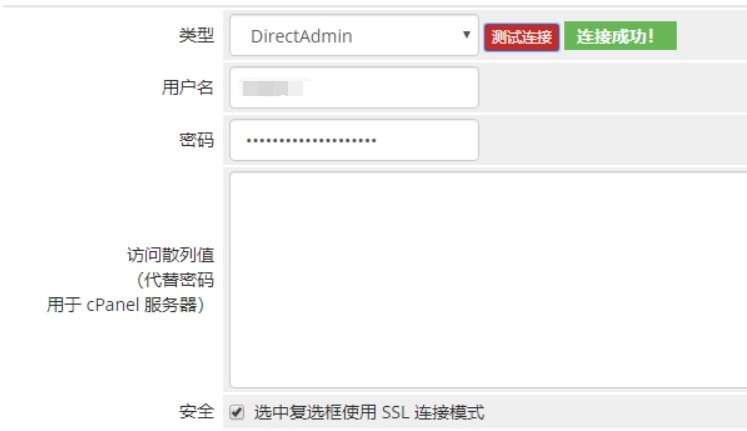 类型 DirectAdmin 测试连接 连接成功!
用户名
密码 ••••••••••••••••••••
访问散列值
（代替密码
用于 cPanel 服务器）
安全 选中复选框使用 SSL 连接模式